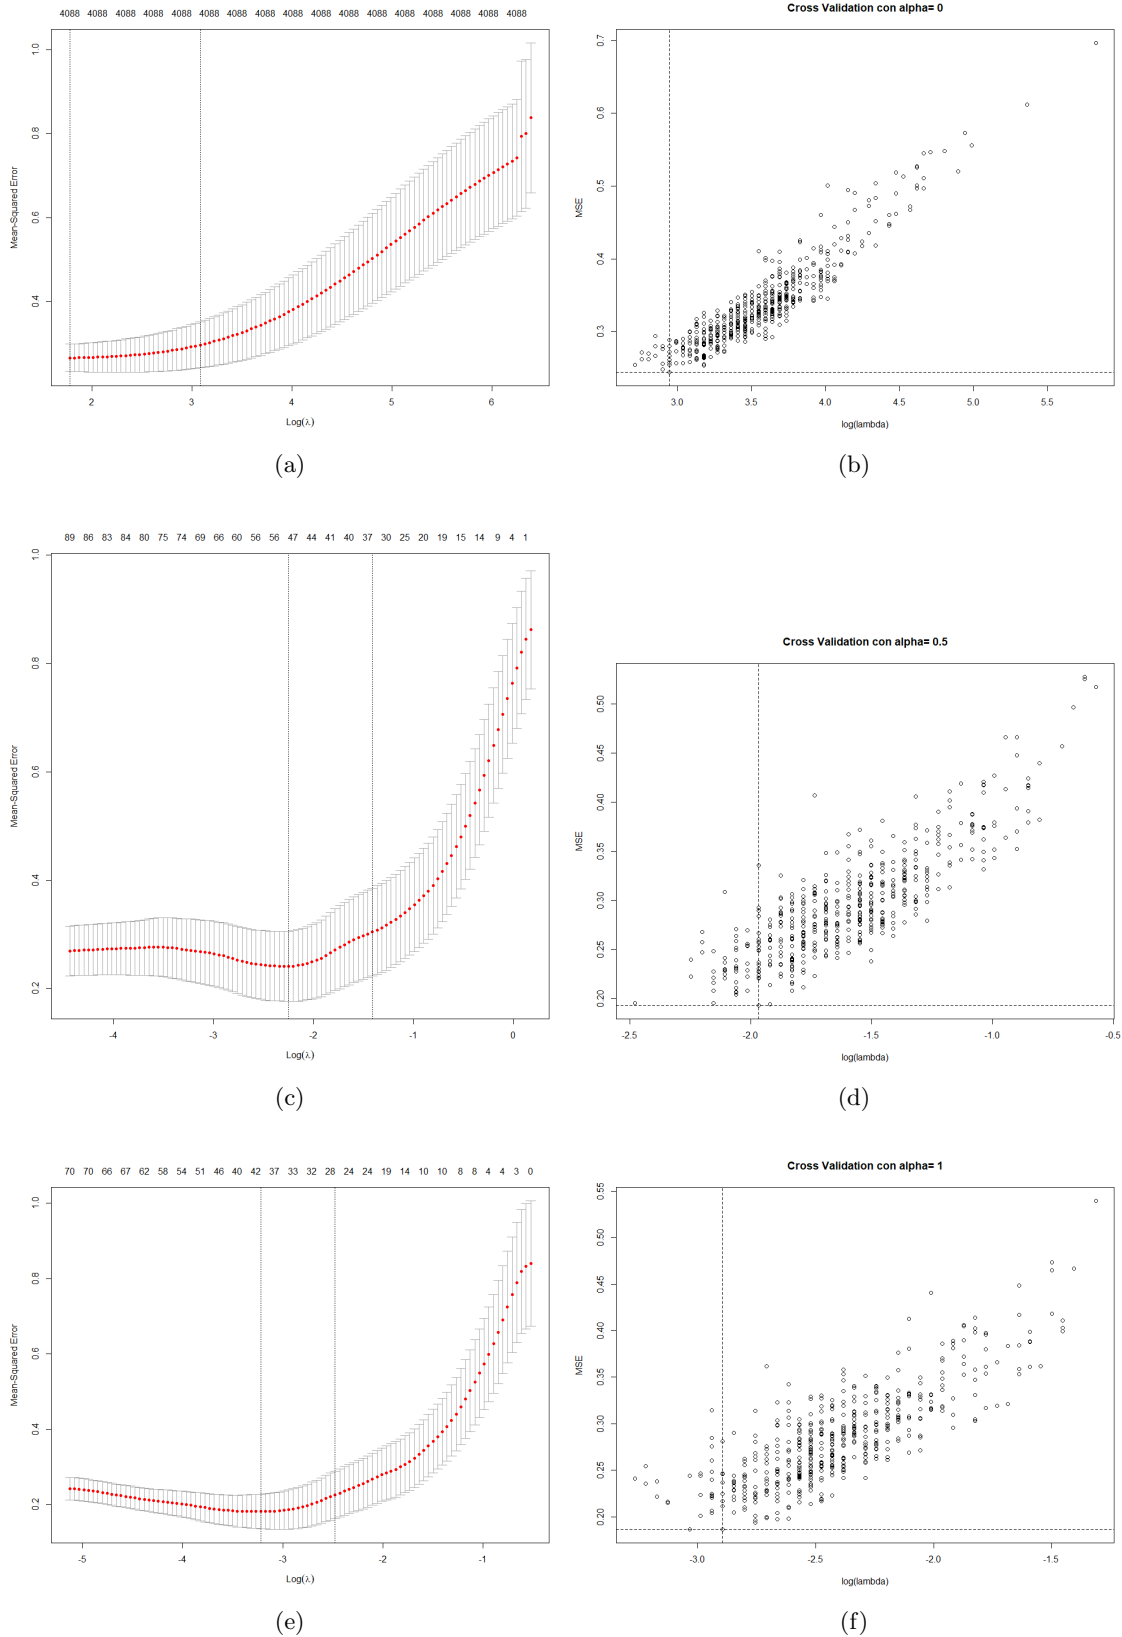 4088 4088 4088 4088 4088 4088 4088 4088 4088 4088 4088 4088 4088 4088 4088 4088 4088
Mean-Squared Error
1.0
0.8
0.6
0.4
2 3 4 5 6
Log(λ)
(a)
Cross Validation con alpha= 0
MSE
0.7
0.6
0.5
0.4
0.3
3.0 3.5 4.0 4.5 5.0 5.5
log(lambda)
(b)
89 86 83 84 80 75 74 69 66 60 56 56 47 44 41 40 37 30 25 20 19 15 14 9 4 1
Mean-Squared Error
1.0
0.8
0.6
0.4
0.2
-4 -3 -2 -1 0
Log(λ)
(c)
Cross Validation con alpha= 0.5
MSE
0.50
0.45
0.40
0.35
0.30
0.25
0.20
-2.5 -2.0 -1.5 -1.0 -0.5
log(lambda)
(d)
70 70 66 67 62 58 54 51 46 40 42 37 33 32 28 24 24 19 14 10 10 8 8 4 4 3 0
Mean-Squared Error
1.0
0.8
0.6
0.4
0.2
-5 -4 -3 -2 -1
Log(λ)
(e)
Cross Validation con alpha= 1
MSE
0.55
0.50
0.45
0.40
0.35
0.30
0.25
0.20
-3.0 -2.5 -2.0 -1.5
log(lambda)
(f)